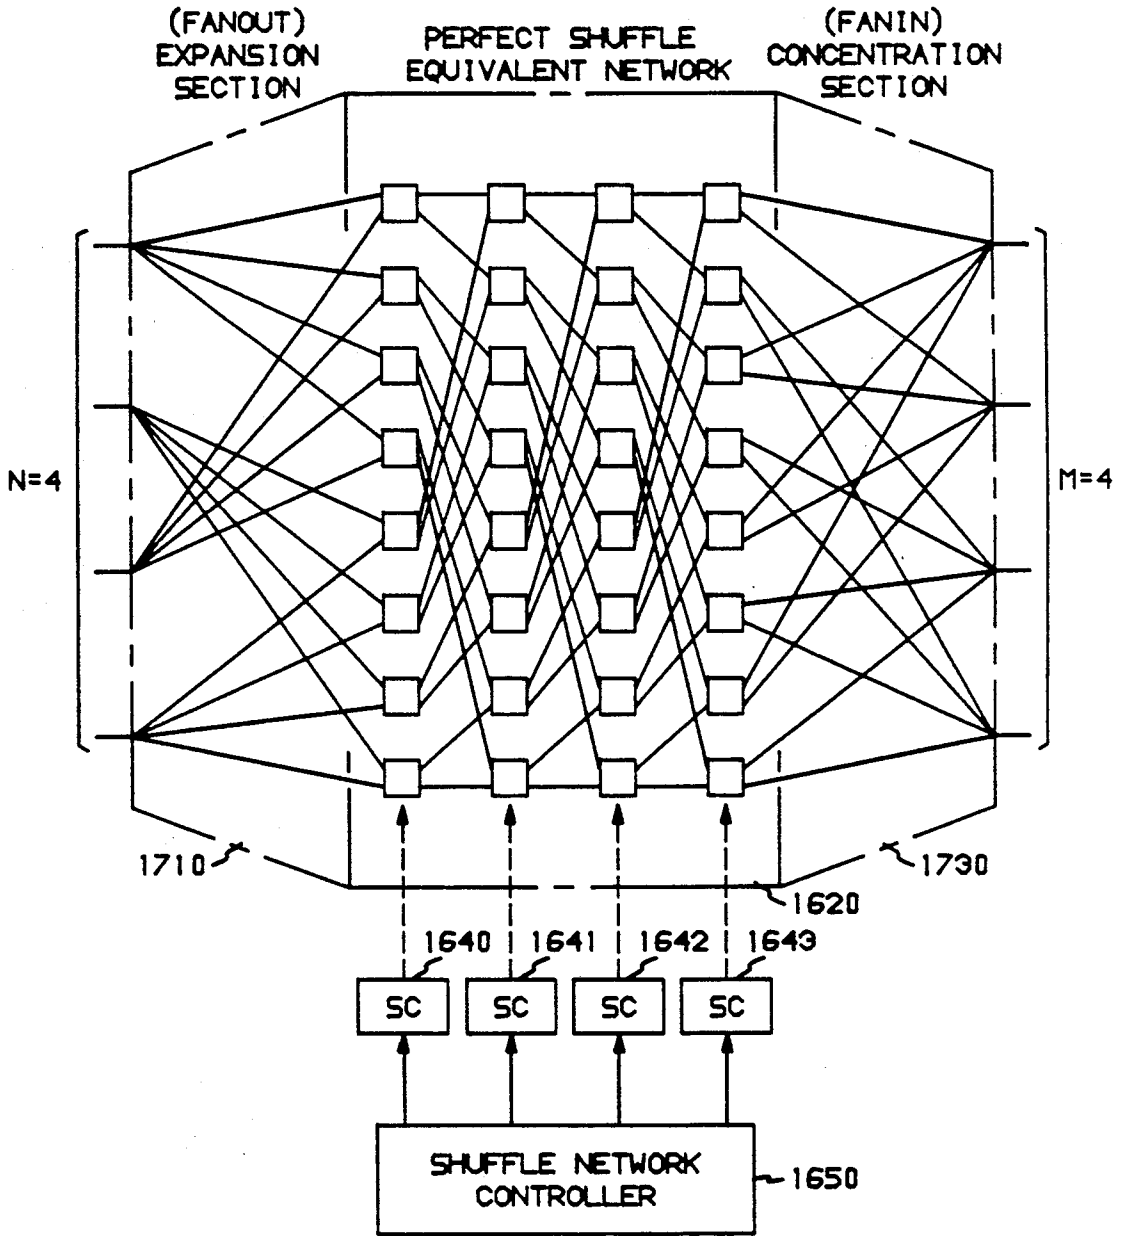 (FANOUT)
EXPANSION
SECTION
PERFECT SHUFFLE
EQUIVALENT NETWORK
(FANIN)
CONCENTRATION
SECTION
N=4
M=4
1710
1730
1620
1640
1641
1642
1643
SC
SC
SC
SC
SHUFFLE NETWORK
CONTROLLER
1650